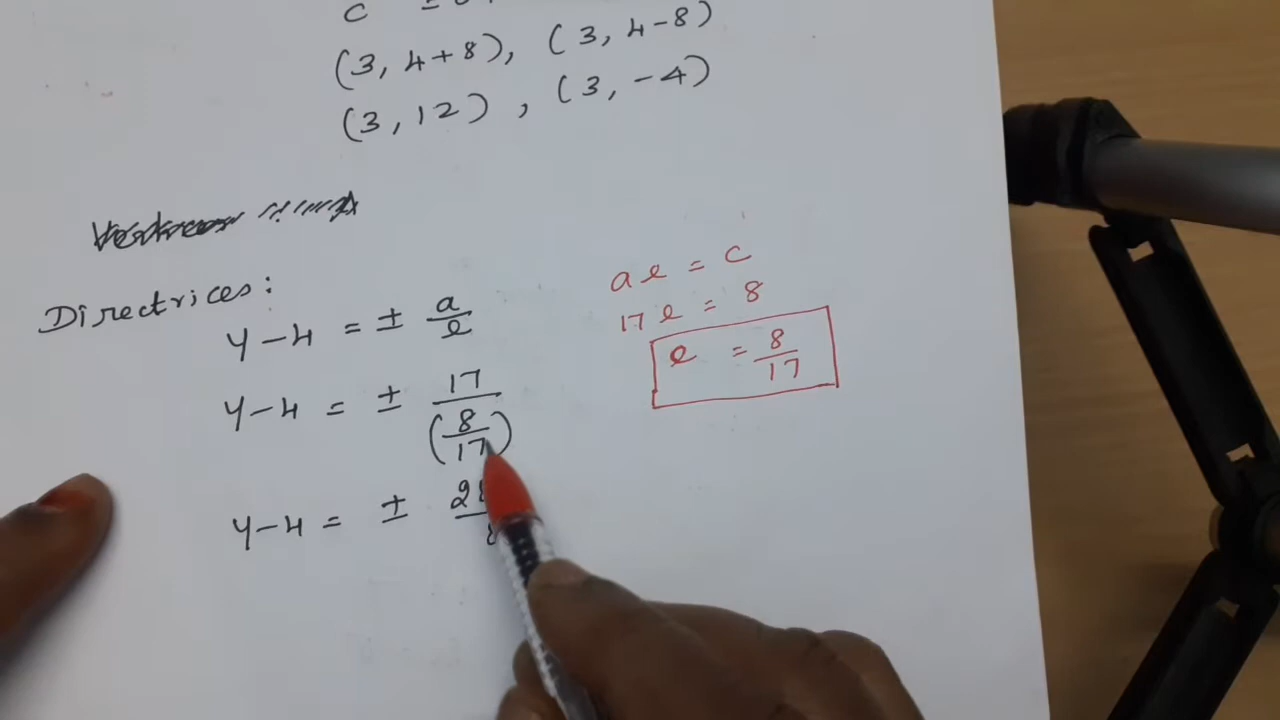 c =
(3, 4+8), (3, 4-8)
(3, 12), (3, -4)
Directrices:
y-4 = ± a/e
y-4 = ± 17/(8/17)
y-4 = ± 28
ae = c
17e = 8
e = 8/17